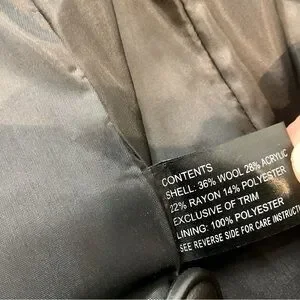 CONTENTS
SHELL: 36% WOOL 28% ACRYLIC
22% RAYON 14% POLYESTER
EXCLUSIVE OF TRIM
LINING: 100% POLYESTER
SEE REVERSE SIDE FOR CARE INSTRUCT